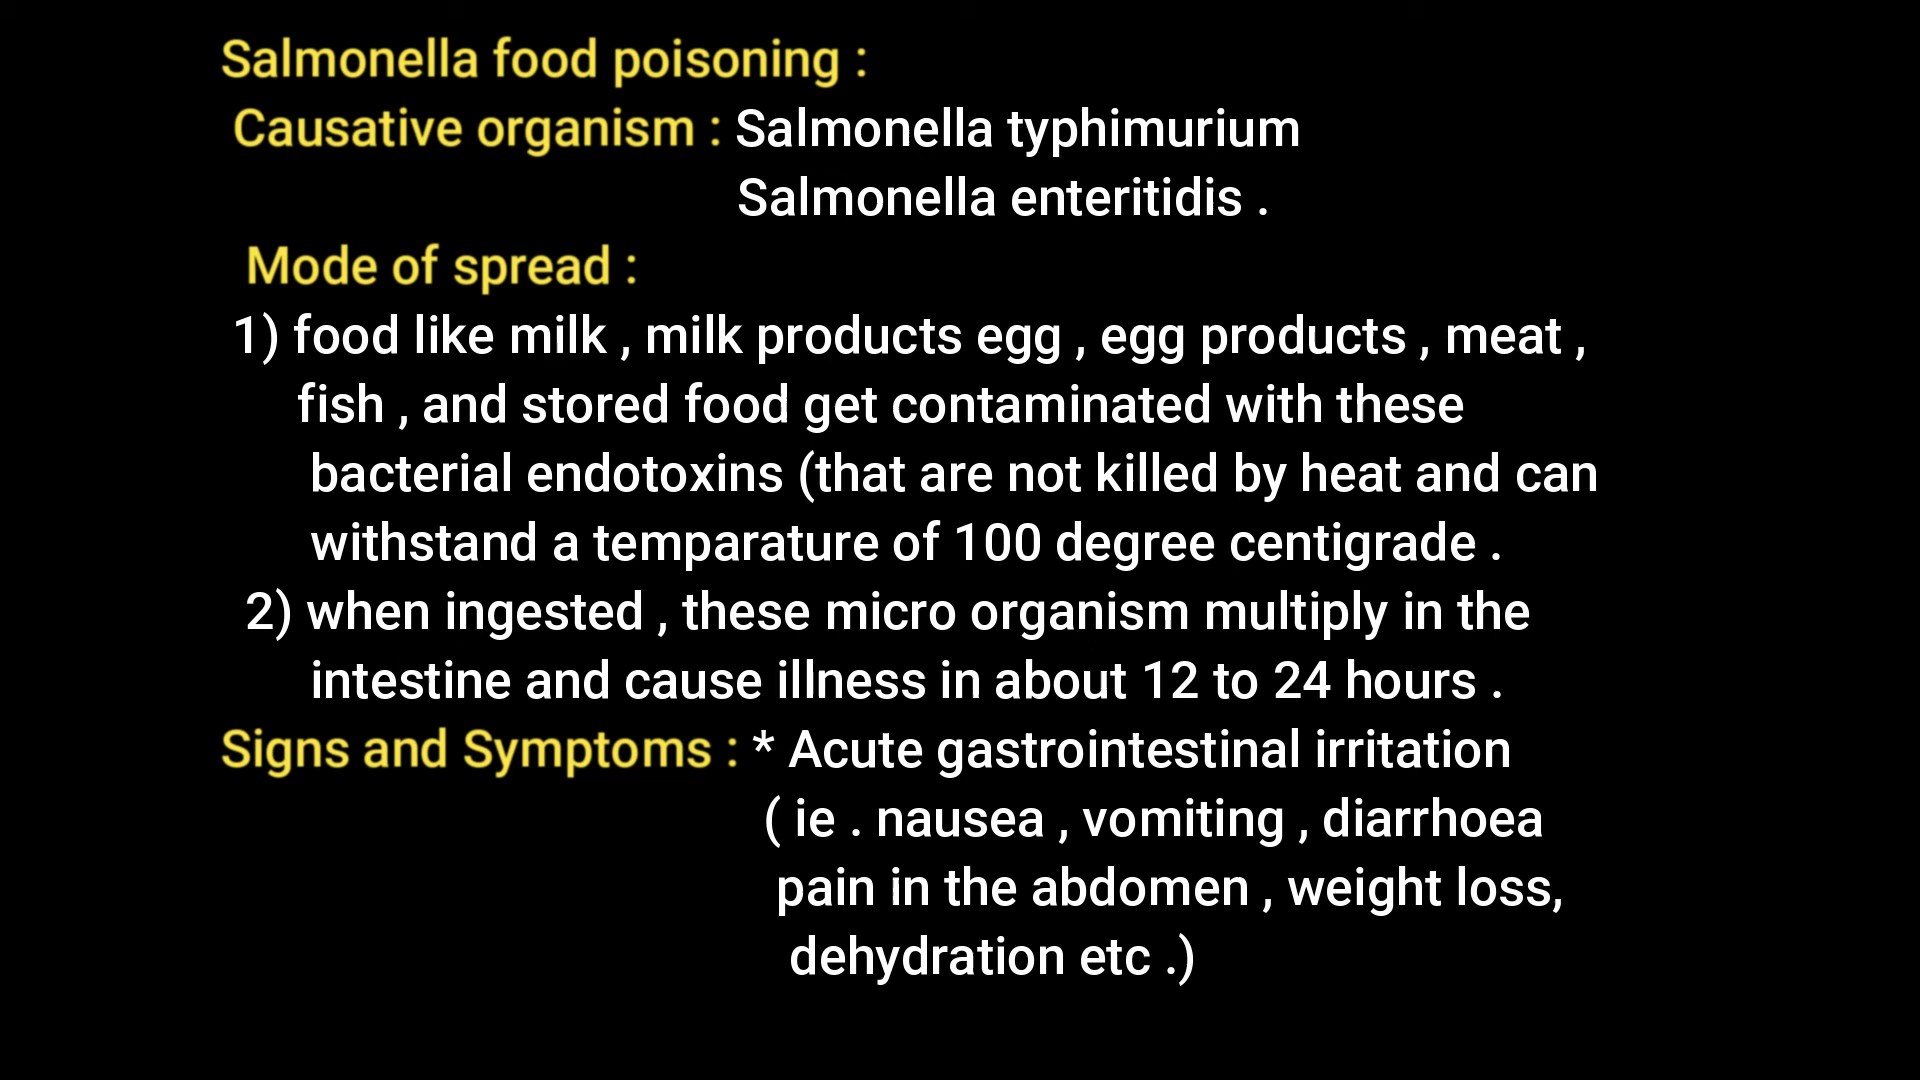 Salmonella food poisoning :
Causative organism : Salmonella typhimurium
Salmonella enteritidis .
Mode of spread :
1) food like milk , milk products egg , egg products , meat ,
fish , and stored food get contaminated with these
bacterial endotoxins (that are not killed by heat and can
withstand a temparature of 100 degree centigrade .
2) when ingested , these micro organism multiply in the
intestine and cause illness in about 12 to 24 hours .
Signs and Symptoms : * Acute gastrointestinal irritation
( ie . nausea , vomiting , diarrhoea
pain in the abdomen , weight loss,
dehydration etc .)